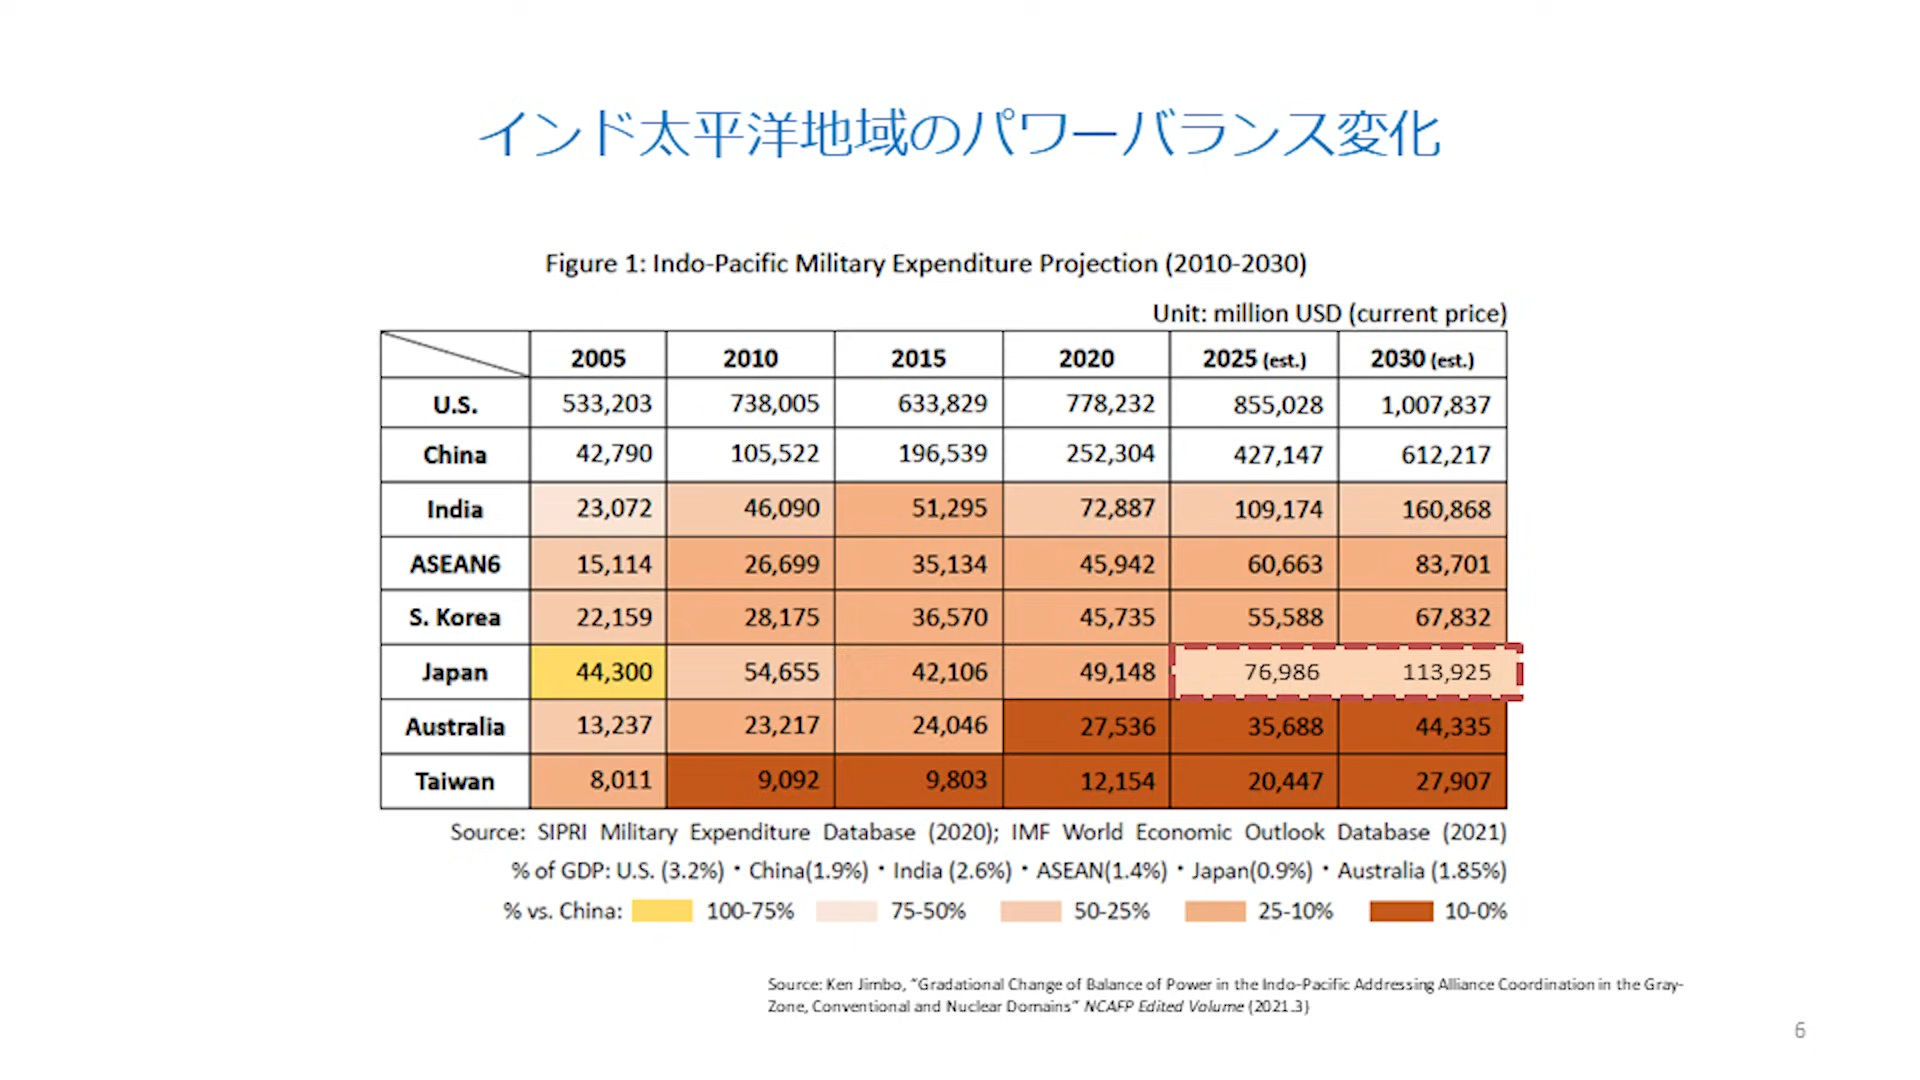 インド太平洋地域のパワーバランス変化
Figure 1: Indo-Pacific Military Expenditure Projection (2010-2030)
Unit: million USD (current price)
2005 2010 2015 2020 2025 (est.) 2030 (est.)
U.S. 533,203 738,005 633,829 778,232 855,028 1,007,837
China 42,790 105,522 196,539 252,304 427,147 612,217
India 23,072 46,090 51,295 72,887 109,174 160,868
ASEAN6 15,114 26,699 35,134 45,942 60,663 83,701
S. Korea 22,159 28,175 36,570 45,735 55,588 67,832
Japan 44,300 54,655 42,106 49,148 76,986 113,925
Australia 13,237 23,217 24,046 27,536 35,688 44,335
Taiwan 8,011 9,092 9,803 12,154 20,447 27,907
Source: SIPRI Military Expenditure Database (2020); IMF World Economic Outlook Database (2021)
% of GDP: U.S. (3.2%)・China(1.9%)・India (2.6%)・ASEAN(1.4%)・Japan(0.9%)・Australia (1.85%)
% vs. China: 100-75% 75-50% 50-25% 25-10% 10-0%
Source: Ken Jimbo, “Gradational Change of Balance of Power in the Indo-Pacific Addressing Alliance Coordination in the Gray-
Zone, Conventional and Nuclear Domains” NCAFP Edited Volume (2021.3)
6